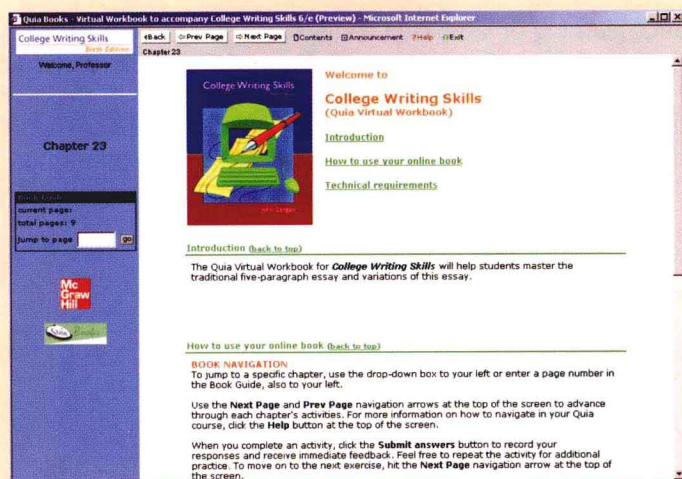 Quia Books - Virtual Workbook to accompany College Writing Skills 6/e (Preview) - Microsoft Internet Explorer
College Writing Skills
Sixth Edition
Back Prev Page Next Page Contents Announcement Help Exit
Welcome, Professor
Chapter 23
Chapter 23
Book Guide
current page:
total pages: 9
jump to page go
Mc
Graw
Hill
Quia Books
College Writing Skills
John Langan
Welcome to
College Writing Skills
(Quia Virtual Workbook)
Introduction
How to use your online book
Technical requirements
Introduction (back to top)
The Quia Virtual Workbook for College Writing Skills will help students master the
traditional five-paragraph essay and variations of this essay.
How to use your online book (back to top)
BOOK NAVIGATION
To jump to a specific chapter, use the drop-down box to your left or enter a page number in
the Book Guide, also to your left.
Use the Next Page and Prev Page navigation arrows at the top of the screen to advance
through each chapter's activities. For more information on how to navigate in your Quia
course, click the Help button at the top of the screen.
When you complete an activity, click the Submit answers button to record your
responses and receive immediate feedback. Feel free to repeat the activity for additional
practice. To move on to the next exercise, hit the Next Page navigation arrow at the top of
the screen.